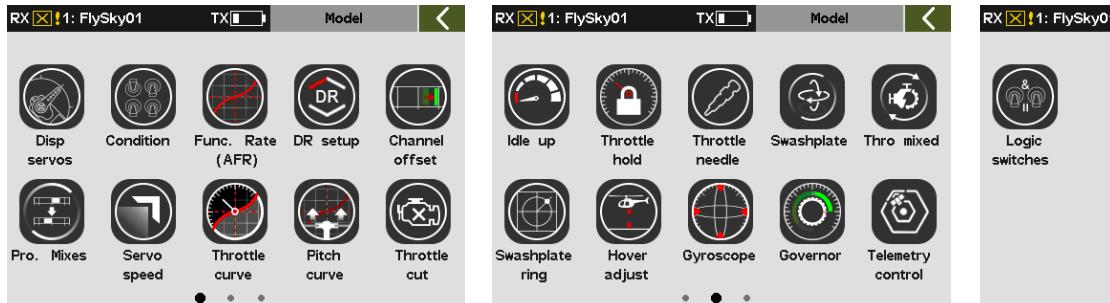 RX !1: FlySky01 TX Model
Disp servos
Condition
Func. Rate (AFR)
DR
DR setup
Channel offset
Pro. Mixes
Servo speed
Throttle curve
Pitch curve
Throttle cut
RX !1: FlySky01 TX Model
Idle up
Throttle hold
Throttle needle
Swashplate
Thro mixed
Swashplate ring
Hover adjust
Gyroscope
Governor
Telemetry control
RX !1: FlySky0
&
||
Logic switches